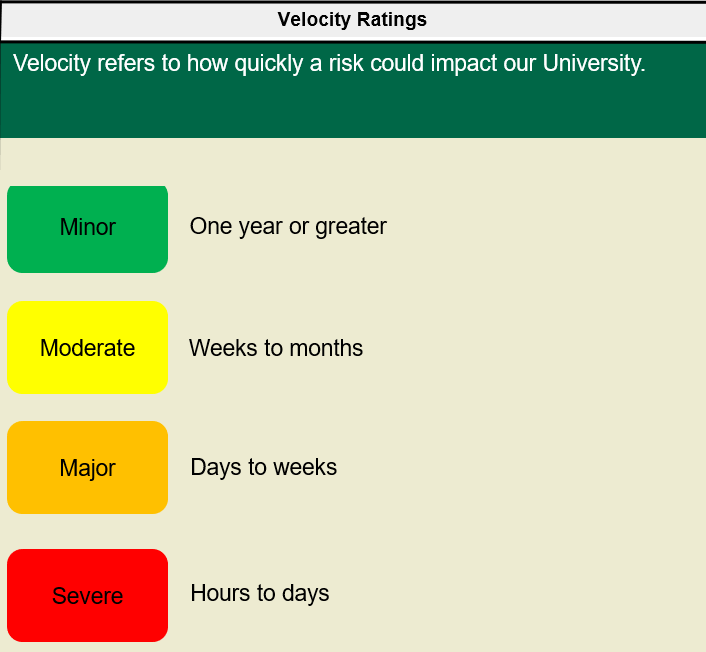 Velocity Ratings
Velocity refers to how quickly a risk could impact our University.
Minor One year or greater
Moderate Weeks to months
Major Days to weeks
Severe Hours to days